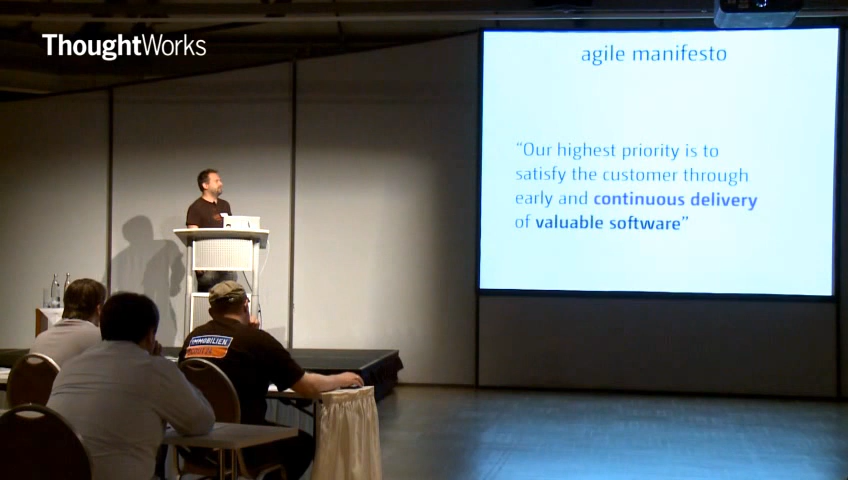 ThoughtWorks
agile manifesto
“Our highest priority is to
satisfy the customer through
early and continuous delivery
of valuable software”
IMMOBILIEN